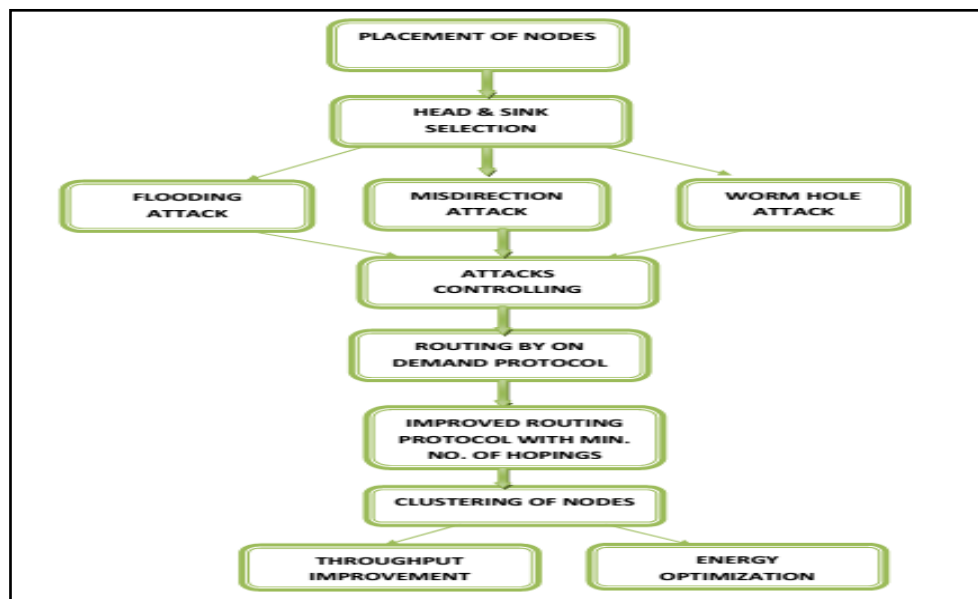 PLACEMENT OF NODES
HEAD & SINK
SELECTION
FLOODING
ATTACK
MISDIRECTION
ATTACK
WORM HOLE
ATTACK
ATTACKS
CONTROLLING
ROUTING BY ON
DEMAND PROTOCOL
IMPROVED ROUTING
PROTOCOL WITH MIN.
NO. OF HOPINGS
CLUSTERING OF NODES
THROUGHPUT
IMPROVEMENT
ENERGY
OPTIMIZATION